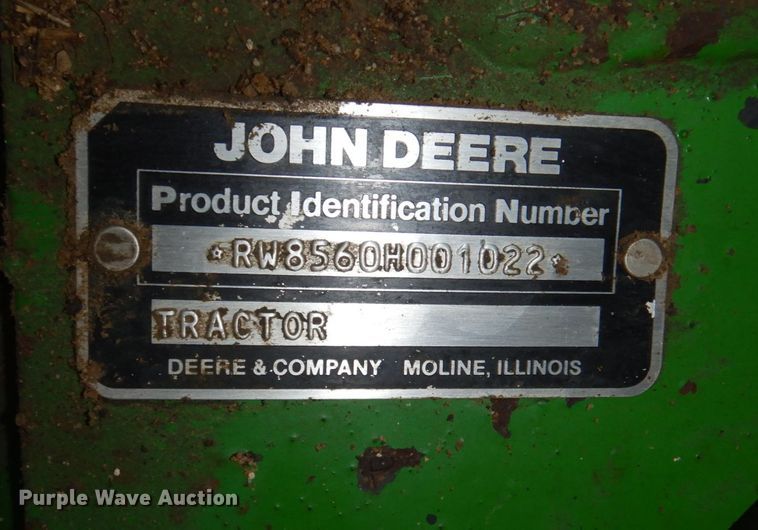 JOHN DEERE
Product Identification Number
*RW8560H001022*
TRACTOR
DEERE & COMPANY MOLINE, ILLINOIS
Purple Wave Auction